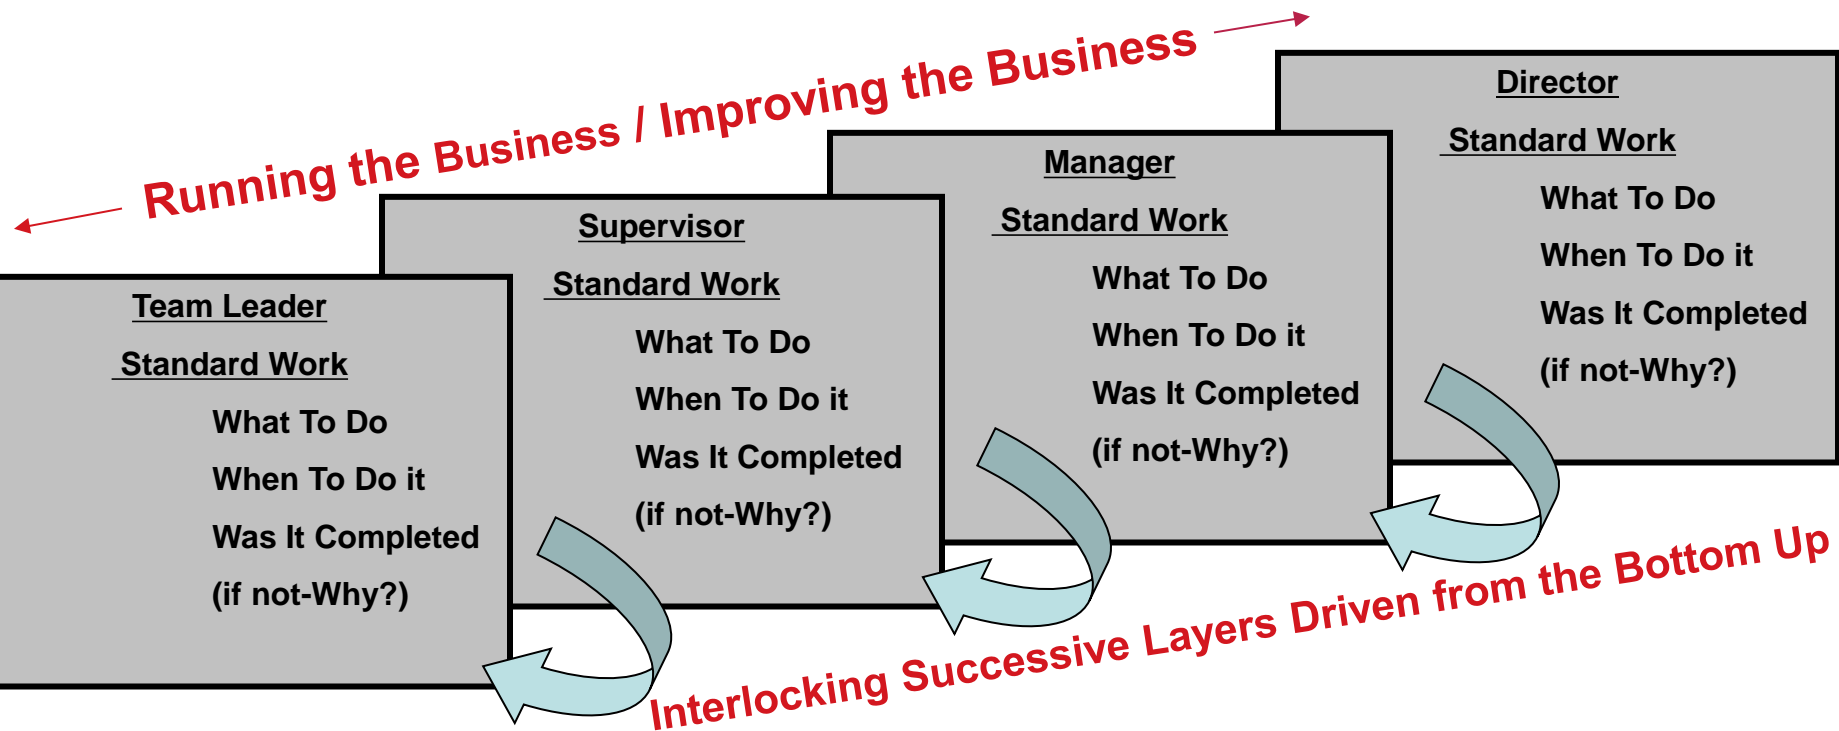 Running the Business / Improving the Business
Team Leader
Standard Work
What To Do
When To Do it
Was It Completed
(if not-Why?)
Supervisor
Standard Work
What To Do
When To Do it
Was It Completed
(if not-Why?)
Manager
Standard Work
What To Do
When To Do it
Was It Completed
(if not-Why?)
Director
Standard Work
What To Do
When To Do it
Was It Completed
(if not-Why?)
Interlocking Successive Layers Driven from the Bottom Up